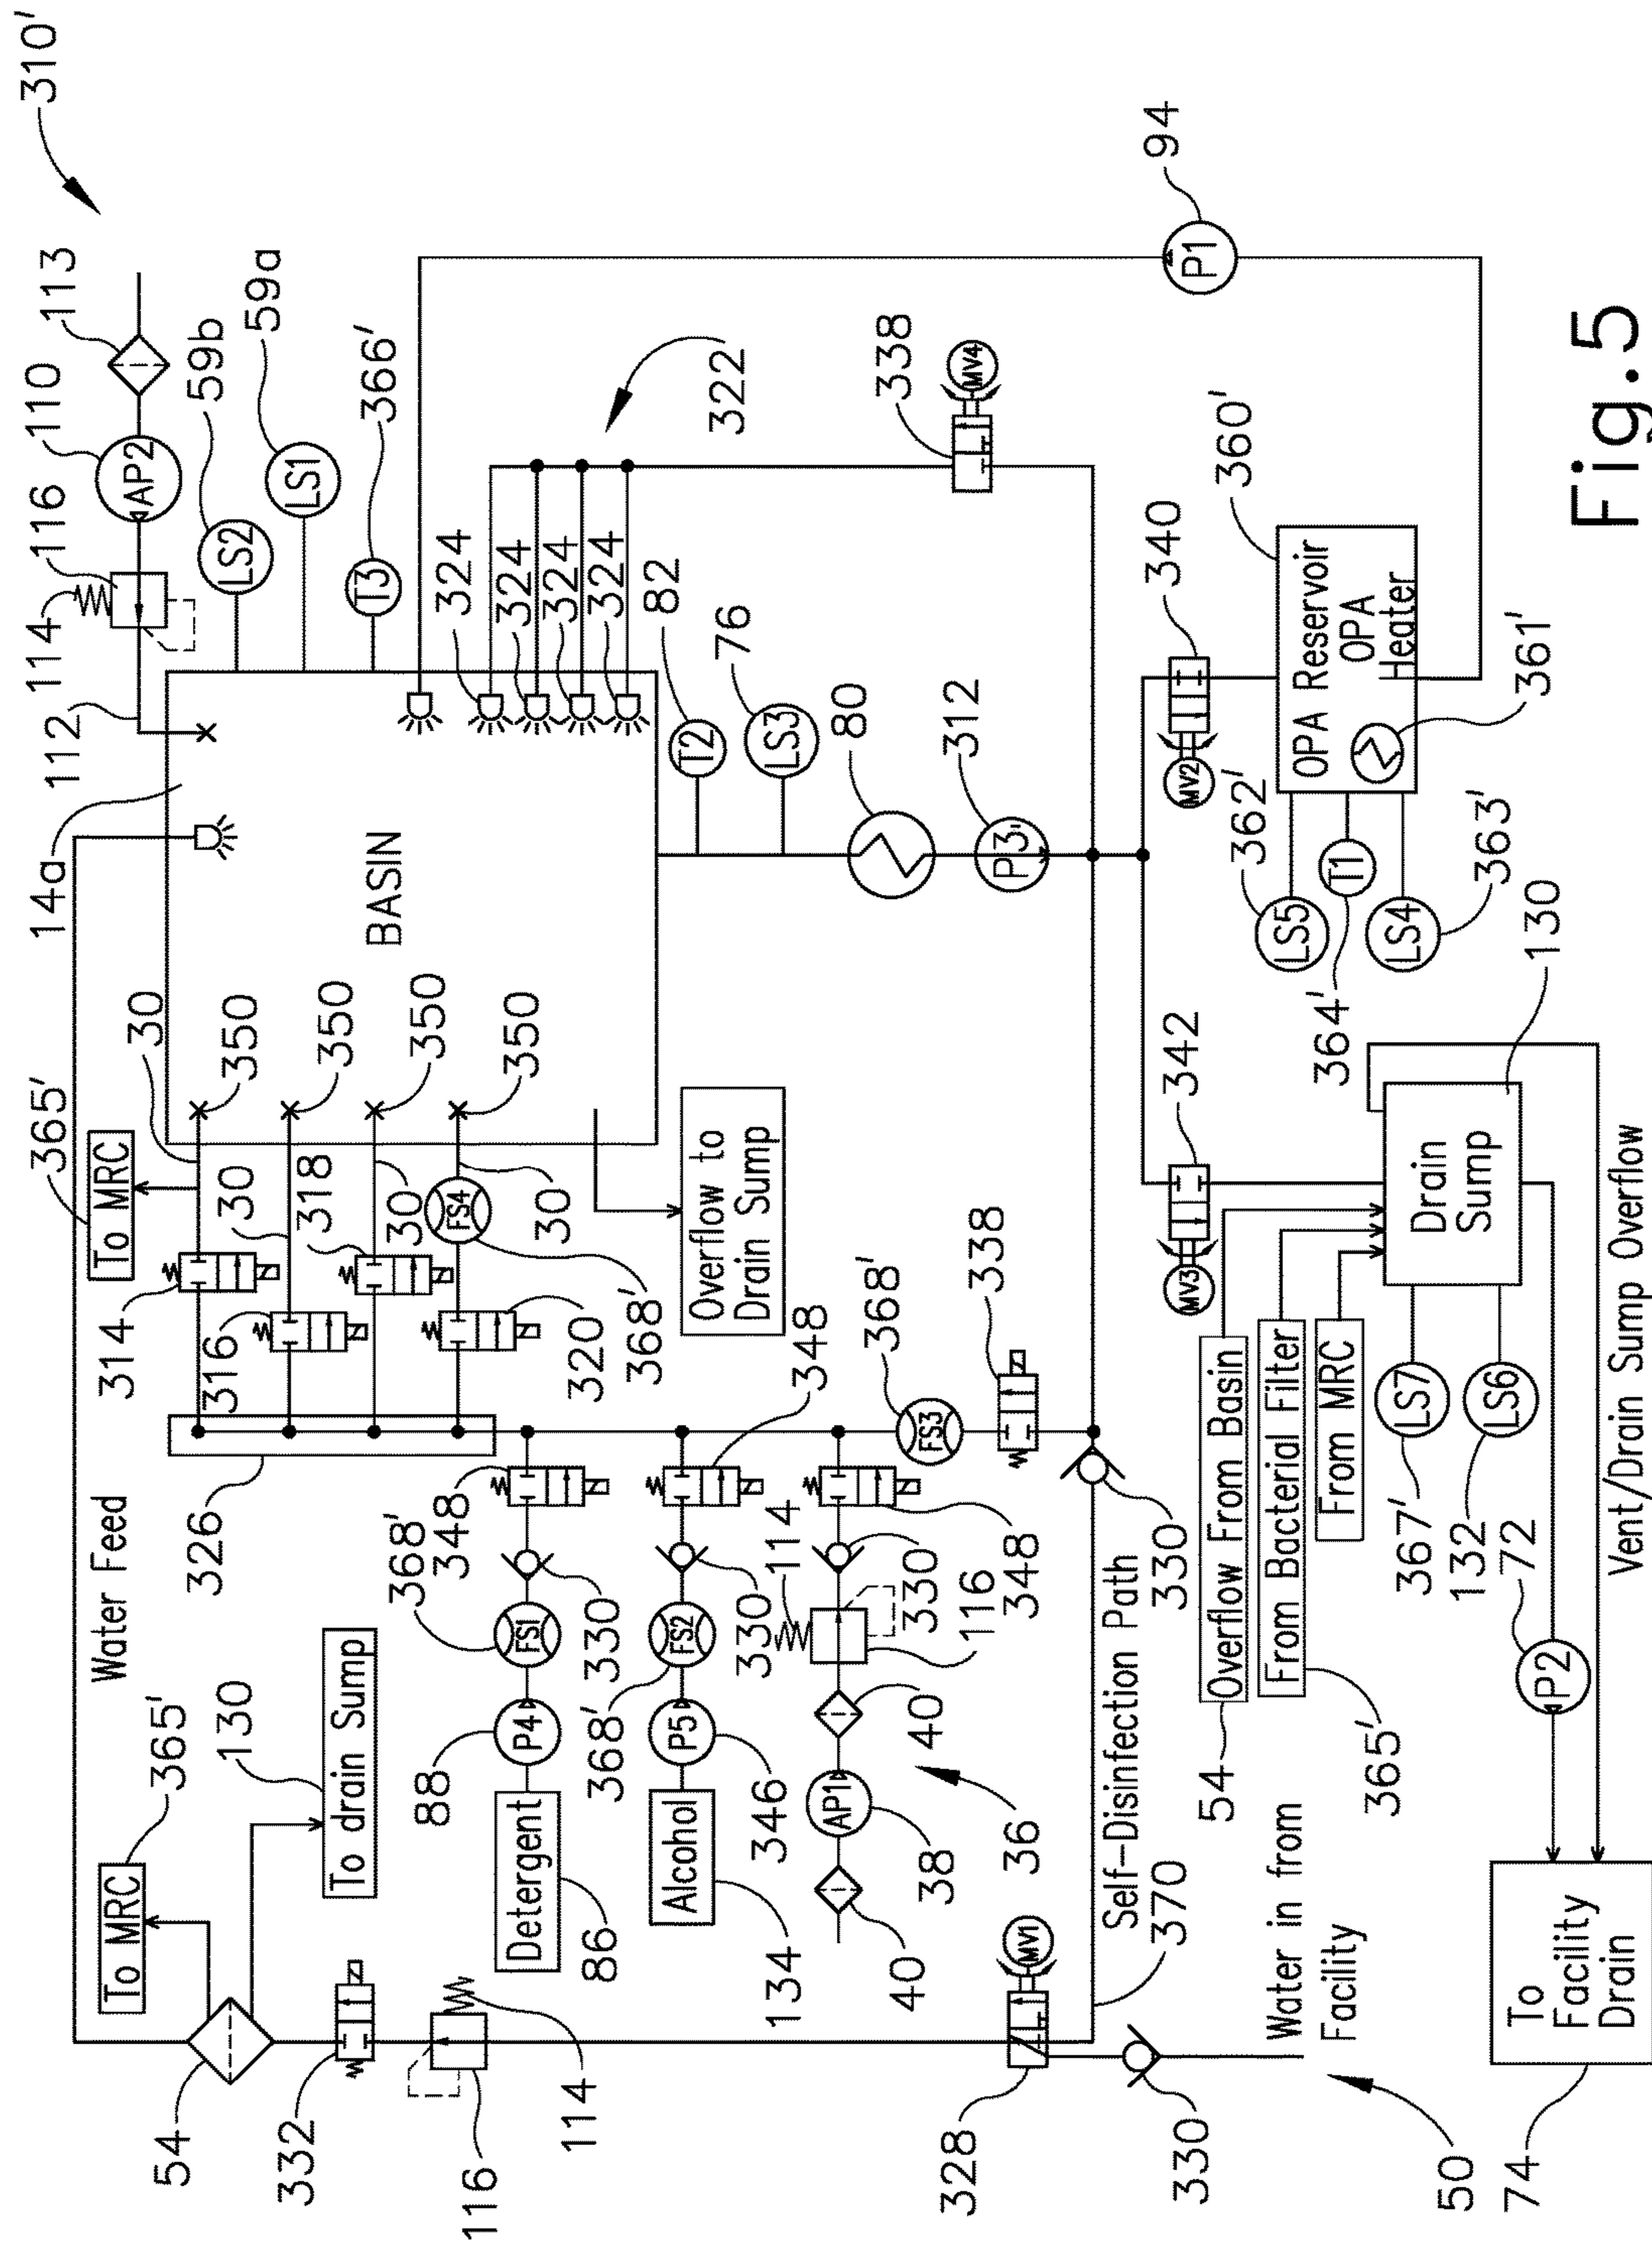 310'
113
110
116
114
112
AP2
59b
LS2
59a
LS1
366'
T3
14a
BASIN
30
350
350
350
350
365'
To MRC
30
318
30
FS4
30
314
316
320
368'
Overflow to
Drain Sump
326
Water Feed
324
324
324
324
322
82
T2
76
LS3
80
312
P3
338
MV4
94
P1
340
MV2
360'
OPA Reservoir
OPA
Heater
361'
362'
LS5
T1
364'
LS4
363'
342
MV3
130
Drain
Sump
368'
FS3
338
348
368'
348
FS1
330
P4
88
Detergent
86
368'
FS2
330
P5
346
Alcohol
134
114
348
330
116
40
AP1
38
40
36
330
Self-Disinfection Path
370
365'
To MRC
130
To drain Sump
54
332
116
114
328
MV1
330
Water in from
Facility
50
Overflow From Basin
54
From Bacterial Filter
365'
From MRC
LS7
367'
LS6
132
72
P2
Vent/Drain Sump Overflow
To
Facility
Drain
74
Fig.5